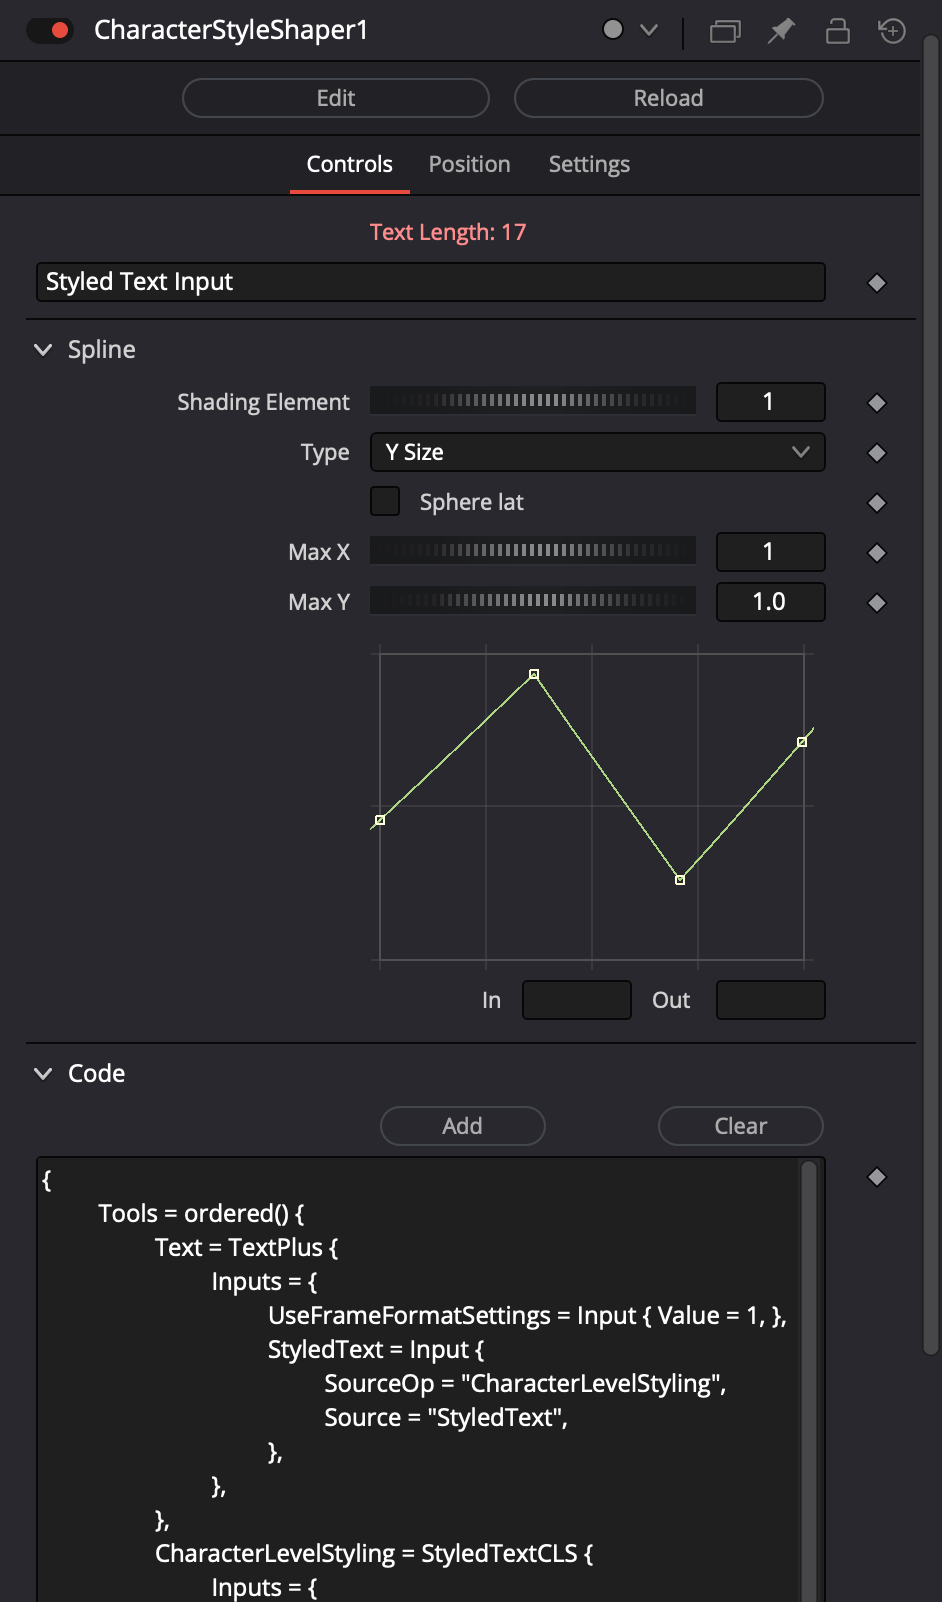 CharacterStyleShaper1
Edit Reload
Controls Position Settings
Text Length: 17
Styled Text Input
Spline
Shading Element 1
Type Y Size
Sphere lat
Max X 1
Max Y 1.0
In Out
Code
Add Clear
{
Tools = ordered() {
Text = TextPlus {
Inputs = {
UseFrameFormatSettings = Input { Value = 1, },
StyledText = Input {
SourceOp = "CharacterLevelStyling",
Source = "StyledText",
},
},
},
CharacterLevelStyling = StyledTextCLS {
Inputs = {